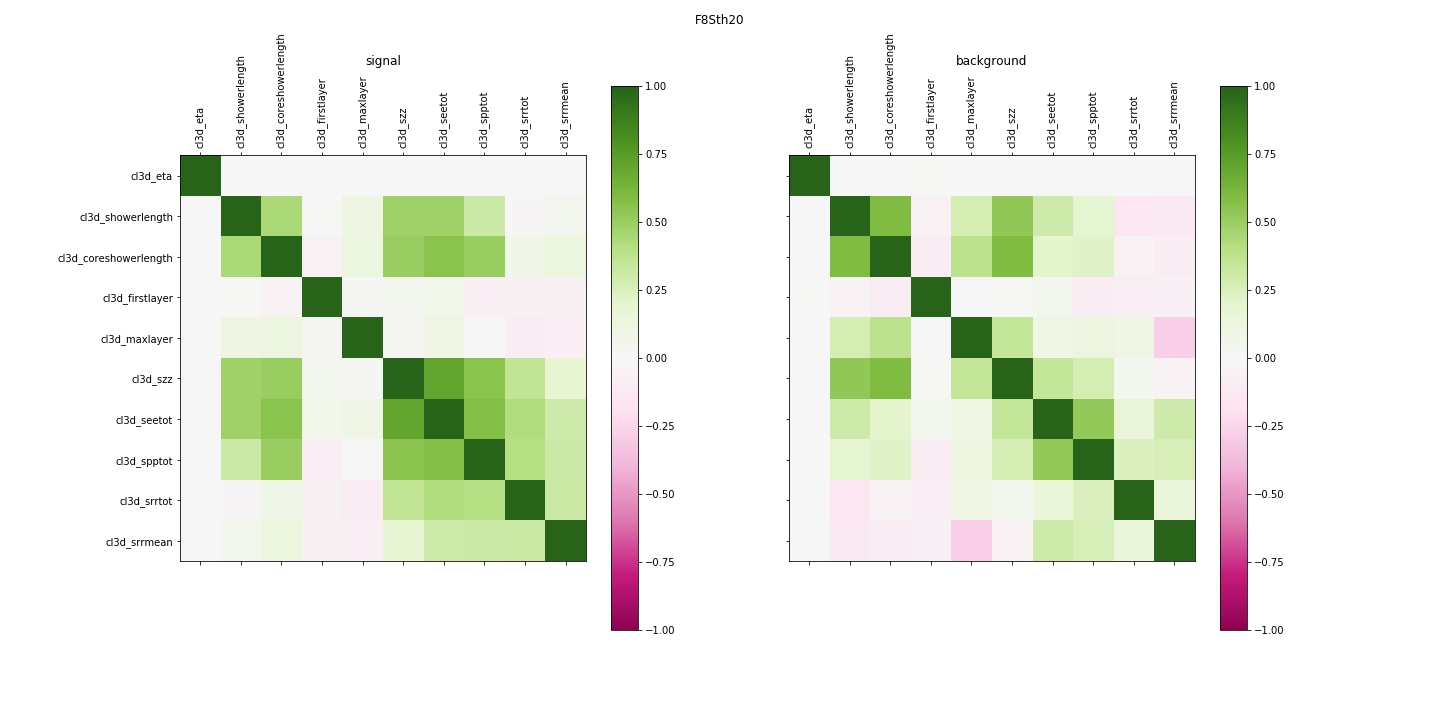 F8Sth20
signal
cl3d_eta
cl3d_showerlength
cl3d_coreshowerlength
cl3d_firstlayer
cl3d_maxlayer
cl3d_szz
cl3d_seetot
cl3d_spptot
cl3d_srrtot
cl3d_srrmean
cl3d_eta
cl3d_showerlength
cl3d_coreshowerlength
cl3d_firstlayer
cl3d_maxlayer
cl3d_szz
cl3d_seetot
cl3d_spptot
cl3d_srrtot
cl3d_srrmean
1.00
0.75
0.50
0.25
0.00
−0.25
−0.50
−0.75
−1.00
background
cl3d_eta
cl3d_showerlength
cl3d_coreshowerlength
cl3d_firstlayer
cl3d_maxlayer
cl3d_szz
cl3d_seetot
cl3d_spptot
cl3d_srrtot
cl3d_srrmean
1.00
0.75
0.50
0.25
0.00
−0.25
−0.50
−0.75
−1.00